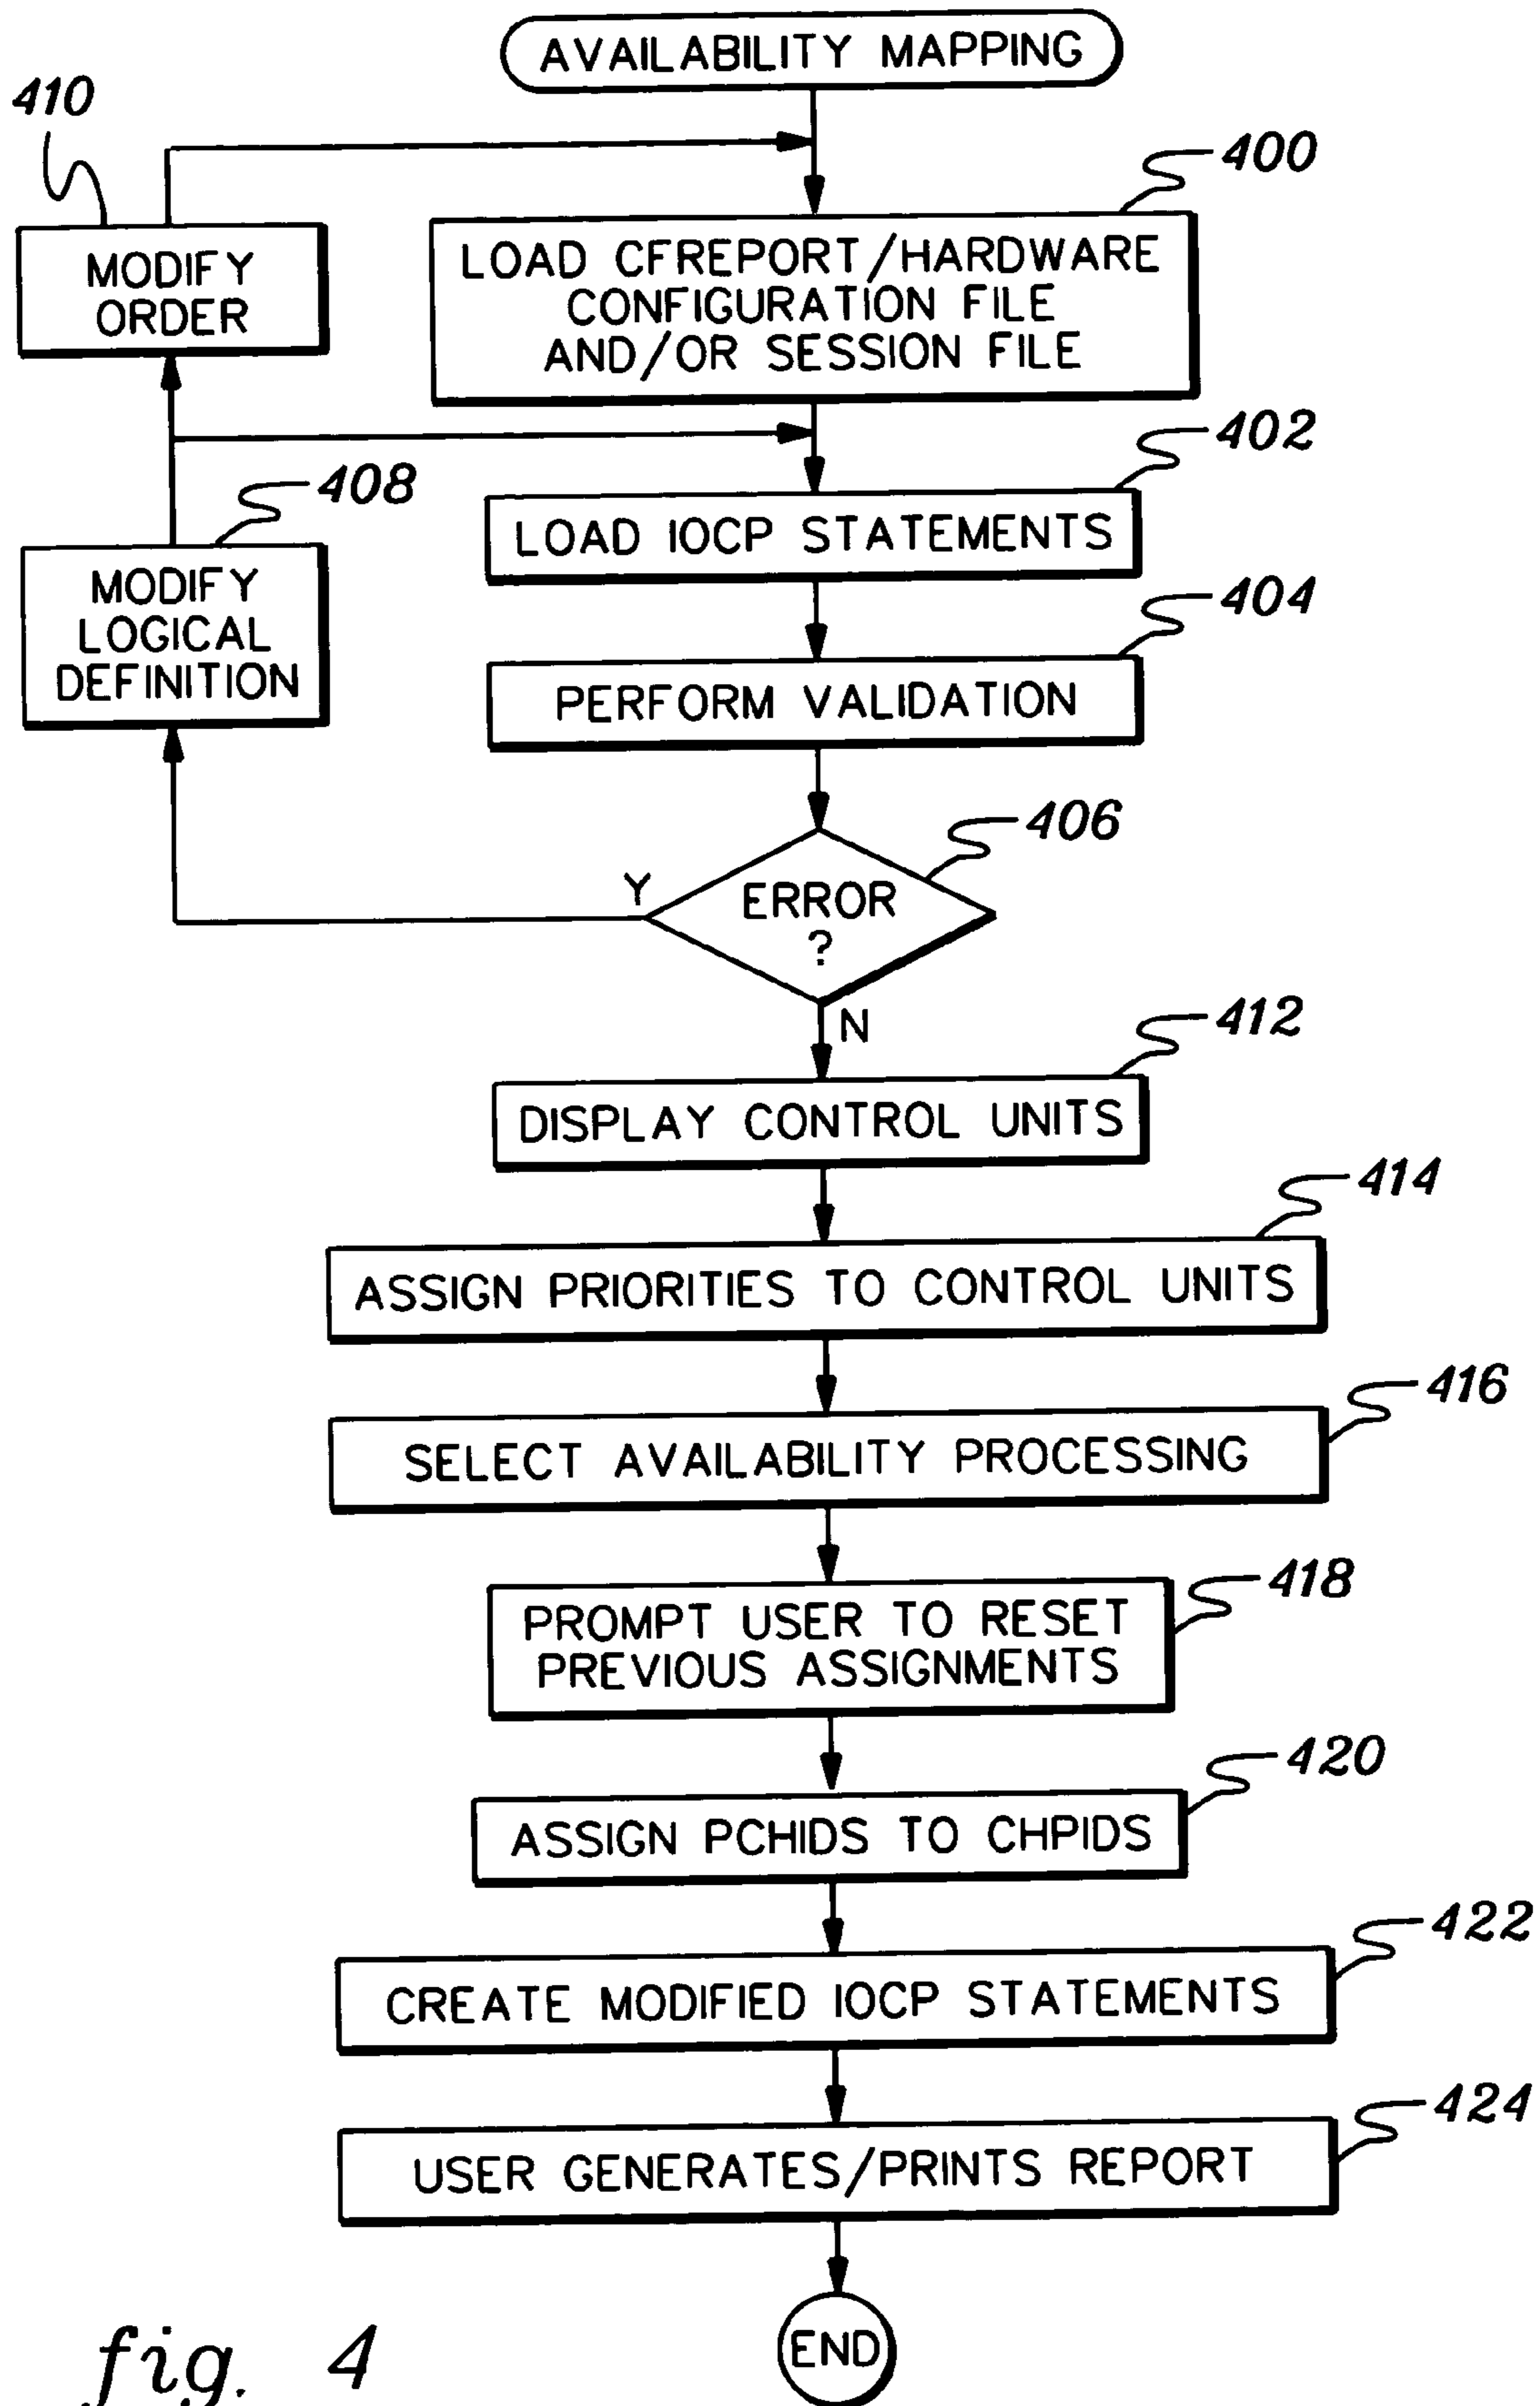 AVAILABILITY MAPPING
410
400
MODIFY
ORDER
LOAD CFREPORT/HARDWARE
CONFIGURATION FILE
AND/OR SESSION FILE
402
408
LOAD IOCP STATEMENTS
MODIFY
LOGICAL
DEFINITION
404
PERFORM VALIDATION
406
Y
ERROR
?
N
412
DISPLAY CONTROL UNITS
414
ASSIGN PRIORITIES TO CONTROL UNITS
416
SELECT AVAILABILITY PROCESSING
418
PROMPT USER TO RESET
PREVIOUS ASSIGNMENTS
420
ASSIGN PCHIDS TO CHPIDS
422
CREATE MODIFIED IOCP STATEMENTS
424
USER GENERATES/PRINTS REPORT
END
fig. 4